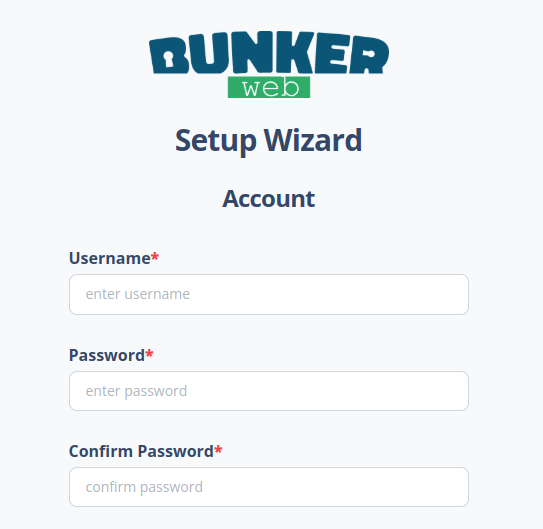 BUNKER
web
Setup Wizard
Account
Username*
enter username
Password*
enter password
Confirm Password*
confirm password